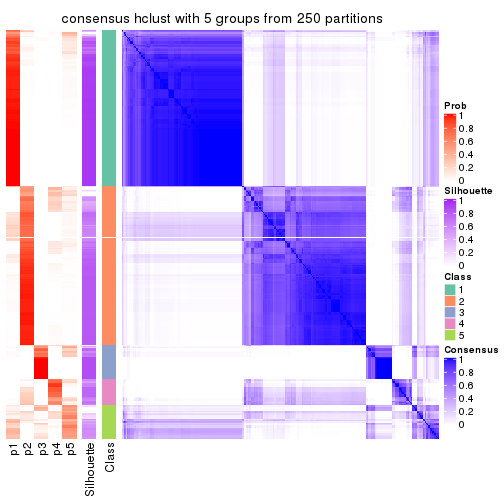 consensus hclust with 5 groups from 250 partitions
Prob
1
0.8
0.6
0.4
0.2
0
Silhouette
1
0.8
0.6
0.4
0.2
0
Class
1
2
3
4
5
Consensus
1
0.8
0.6
0.4
0.2
0
p1
p2
p3
p4
p5
Silhouette
Class